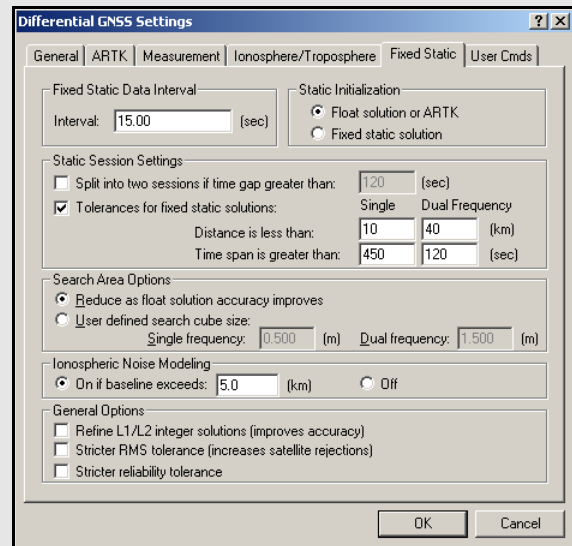 Differential GNSS Settings
General ARTK Measurement Ionosphere/Troposphere Fixed Static User Cmds
Fixed Static Data Interval
Interval: 15.00 (sec)
Static Initialization
Float solution or ARTK
Fixed static solution
Static Session Settings
Split into two sessions if time gap greater than: 120 (sec)
Tolerances for fixed static solutions: Single Dual Frequency
Distance is less than: 10 40 (km)
Time span is greater than: 450 120 (sec)
Search Area Options
Reduce as float solution accuracy improves
User defined search cube size:
Single frequency: 0.500 (m) Dual frequency: 1.500 (m)
Ionospheric Noise Modeling
On if baseline exceeds: 5.0 (km) Off
General Options
Refine L1/L2 integer solutions (improves accuracy)
Stricter RMS tolerance (increases satellite rejections)
Stricter reliability tolerance
OK Cancel